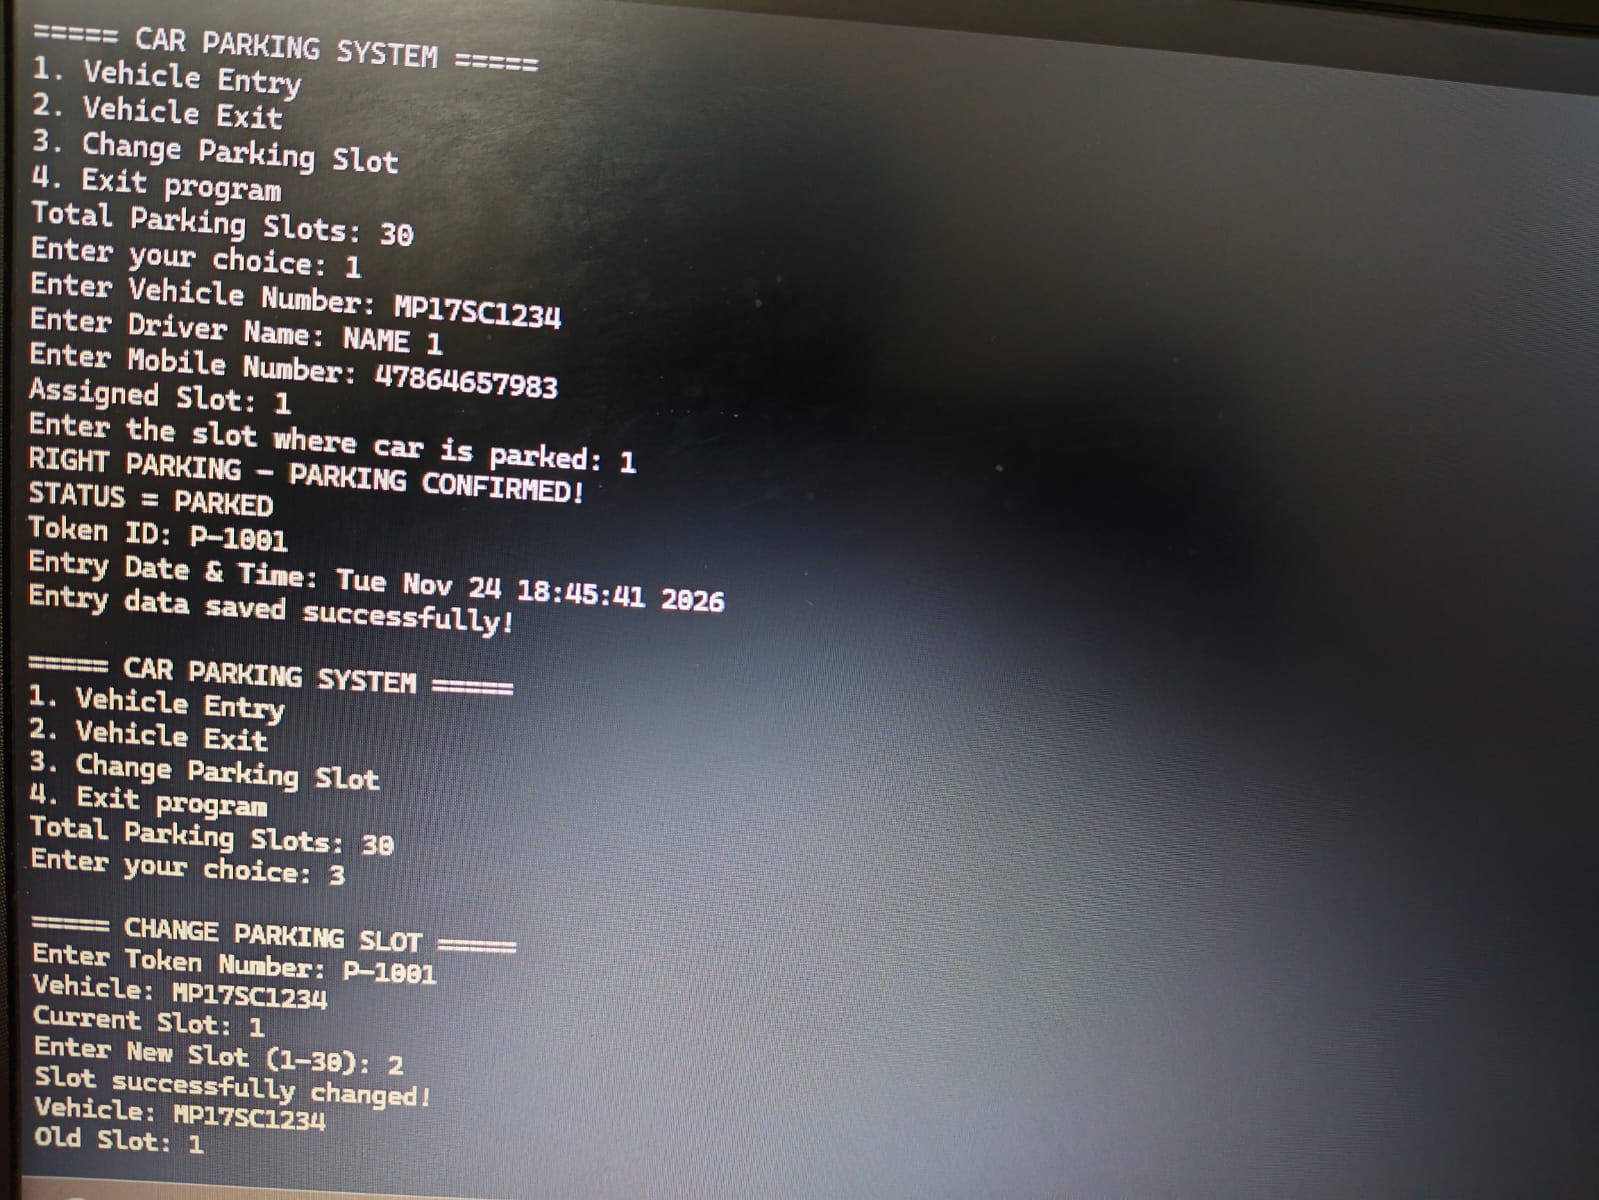 ===== CAR PARKING SYSTEM =====
1. Vehicle Entry
2. Vehicle Exit
3. Change Parking Slot
4. Exit program
Total Parking Slots: 30
Enter your choice: 1
Enter Vehicle Number: MP17SC1234
Enter Driver Name: NAME 1
Enter Mobile Number: 47864657983
Assigned Slot: 1
Enter the slot where car is parked: 1
RIGHT PARKING – PARKING CONFIRMED!
STATUS = PARKED
Token ID: P-1001
Entry Date & Time: Tue Nov 24 18:45:41 2026
Entry data saved successfully!
===== CAR PARKING SYSTEM =====
1. Vehicle Entry
2. Vehicle Exit
3. Change Parking Slot
4. Exit program
Total Parking Slots: 30
Enter your choice: 3
===== CHANGE PARKING SLOT =====
Enter Token Number: P-1001
Vehicle: MP17SC1234
Current Slot: 1
Enter New Slot (1-30): 2
Slot successfully changed!
Vehicle: MP17SC1234
Old Slot: 1